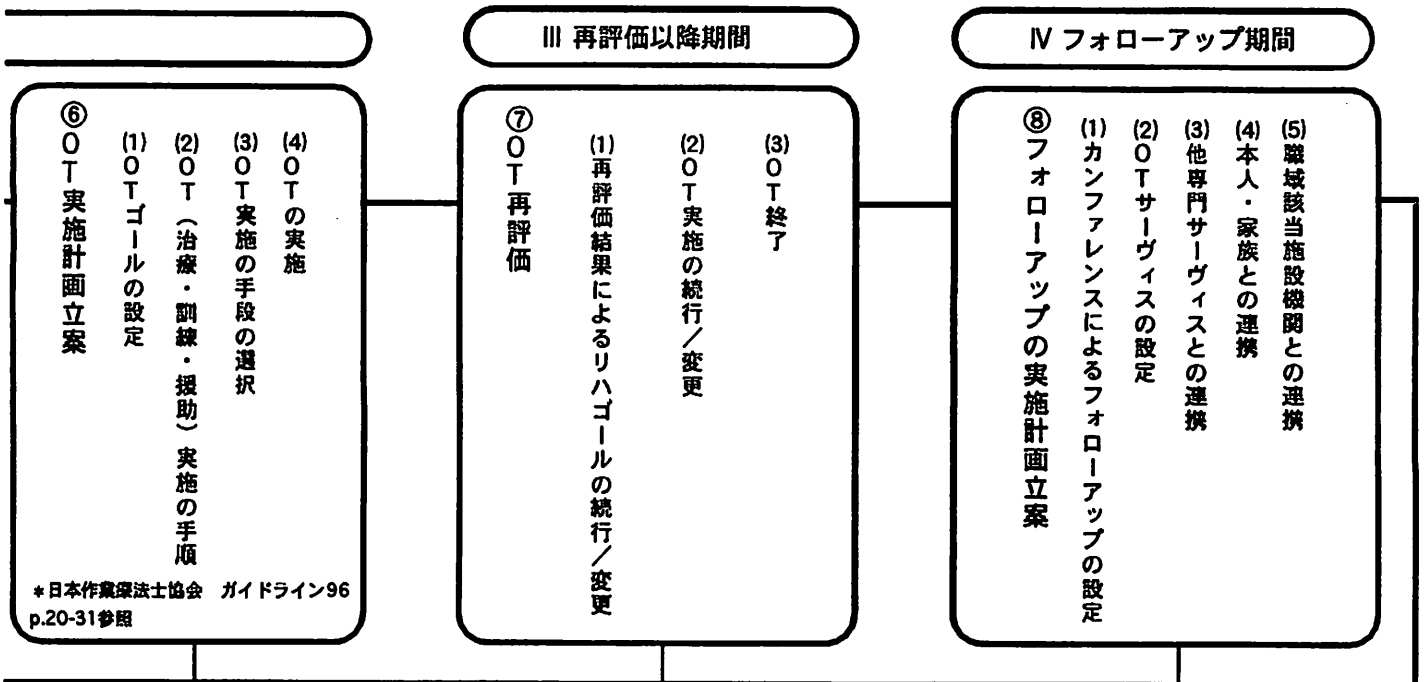 Ⅲ 再評価以降期間
Ⅳ フォローアップ期間
⑥OT実施計画立案
(1)OTゴールの設定
(2)OT（治療・訓練・援助）実施の手順
(3)OT実施の手段の選択
(4)OTの実施
*日本作業療法士協会　ガイドライン96
p.20-31参照
⑦OT再評価
(1)再評価結果によるリハゴールの続行／変更
(2)OT実施の続行／変更
(3)OT終了
⑧フォローアップの実施計画立案
(1)カンファレンスによるフォローアップの設定
(2)OTサーヴィスの設定
(3)他専門サーヴィスとの連携
(4)本人・家族との連携
(5)職域該当施設機関との連携